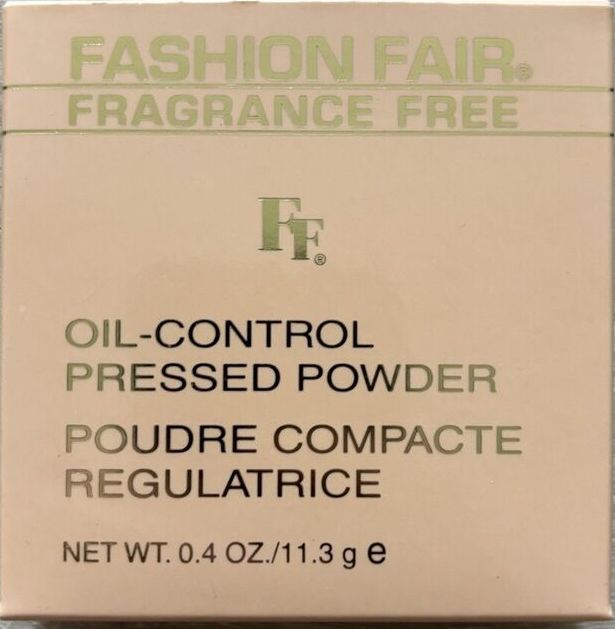 FASHION FAIR®
FRAGRANCE FREE
FF®
OIL-CONTROL
PRESSED POWDER
POUDRE COMPACTE
REGULATRICE
NET WT. 0.4 OZ./11.3 g ℮